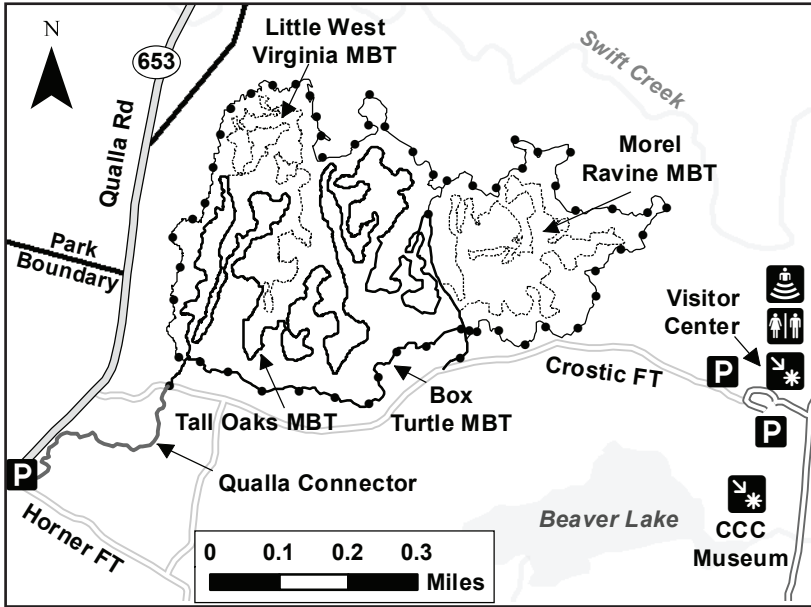 N
653
Qualla Rd
Little West
Virginia MBT
Swift Creek
Morel
Ravine MBT
Park
Boundary
Visitor
Center
P
Crostic FT
Box
Turtle MBT
Tall Oaks MBT
P
P
Qualla Connector
Horner FT
Beaver Lake
CCC
Museum
0 0.1 0.2 0.3
Miles